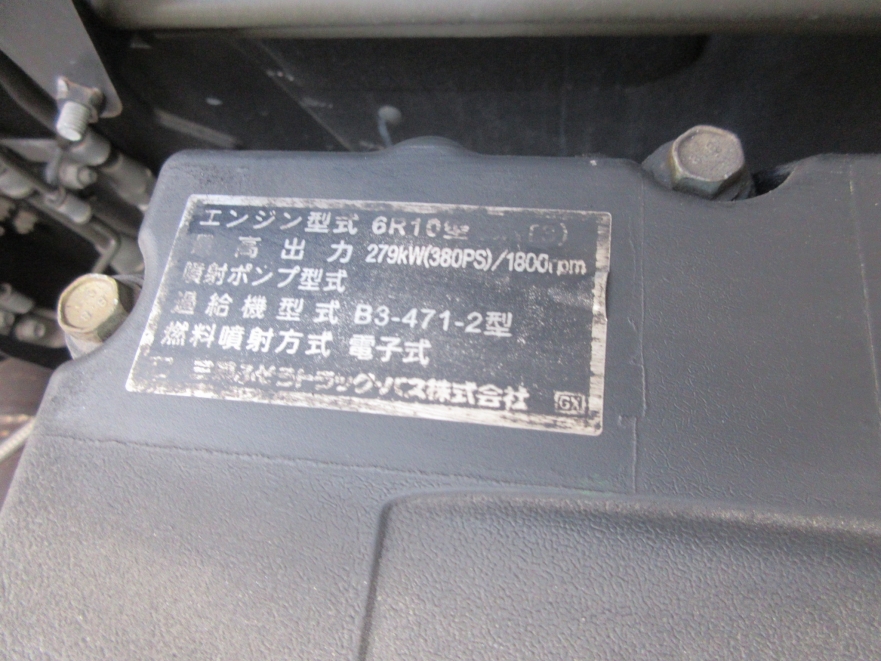 エンジン型式 6R10型
最高出力 279kW(380PS)/1800rpm
噴射ポンプ型式
過給機型式 B3-471-2型
燃料噴射方式 電子式
トラック・バス株式会社 GX